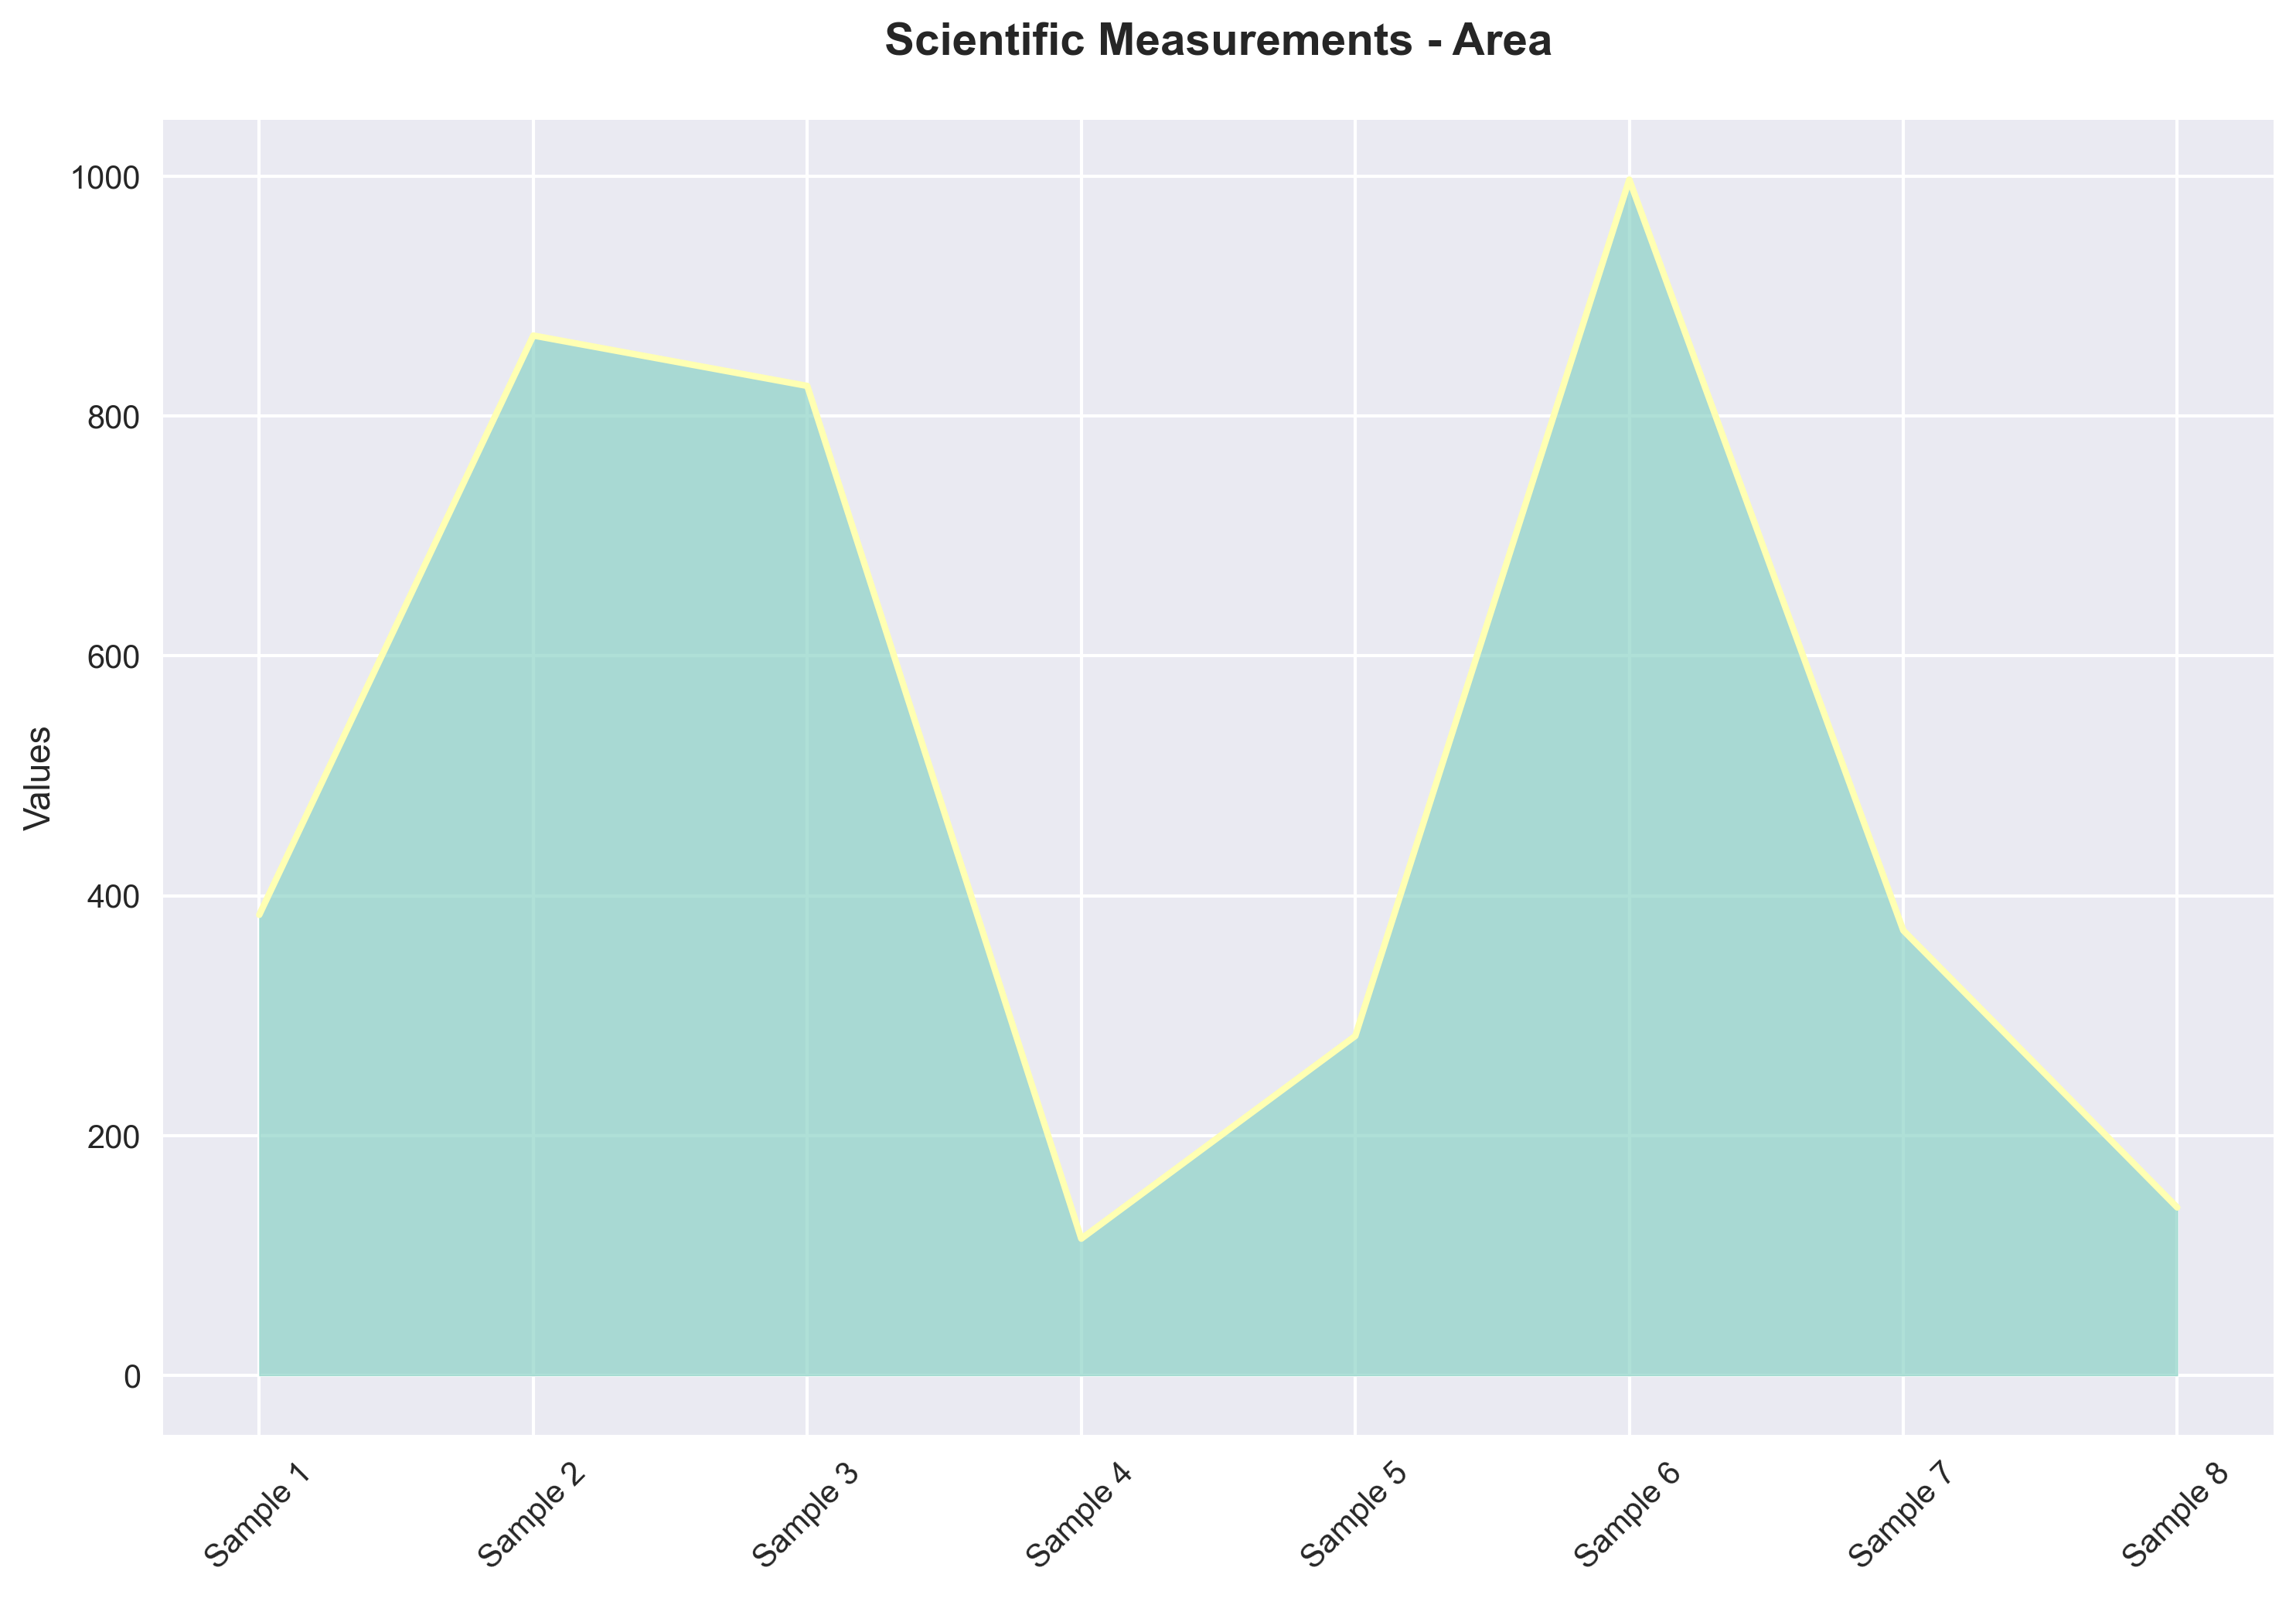 Scientific Measurements - Area
Values
1000
800
600
400
200
0
Sample 1
Sample 2
Sample 3
Sample 4
Sample 5
Sample 6
Sample 7
Sample 8